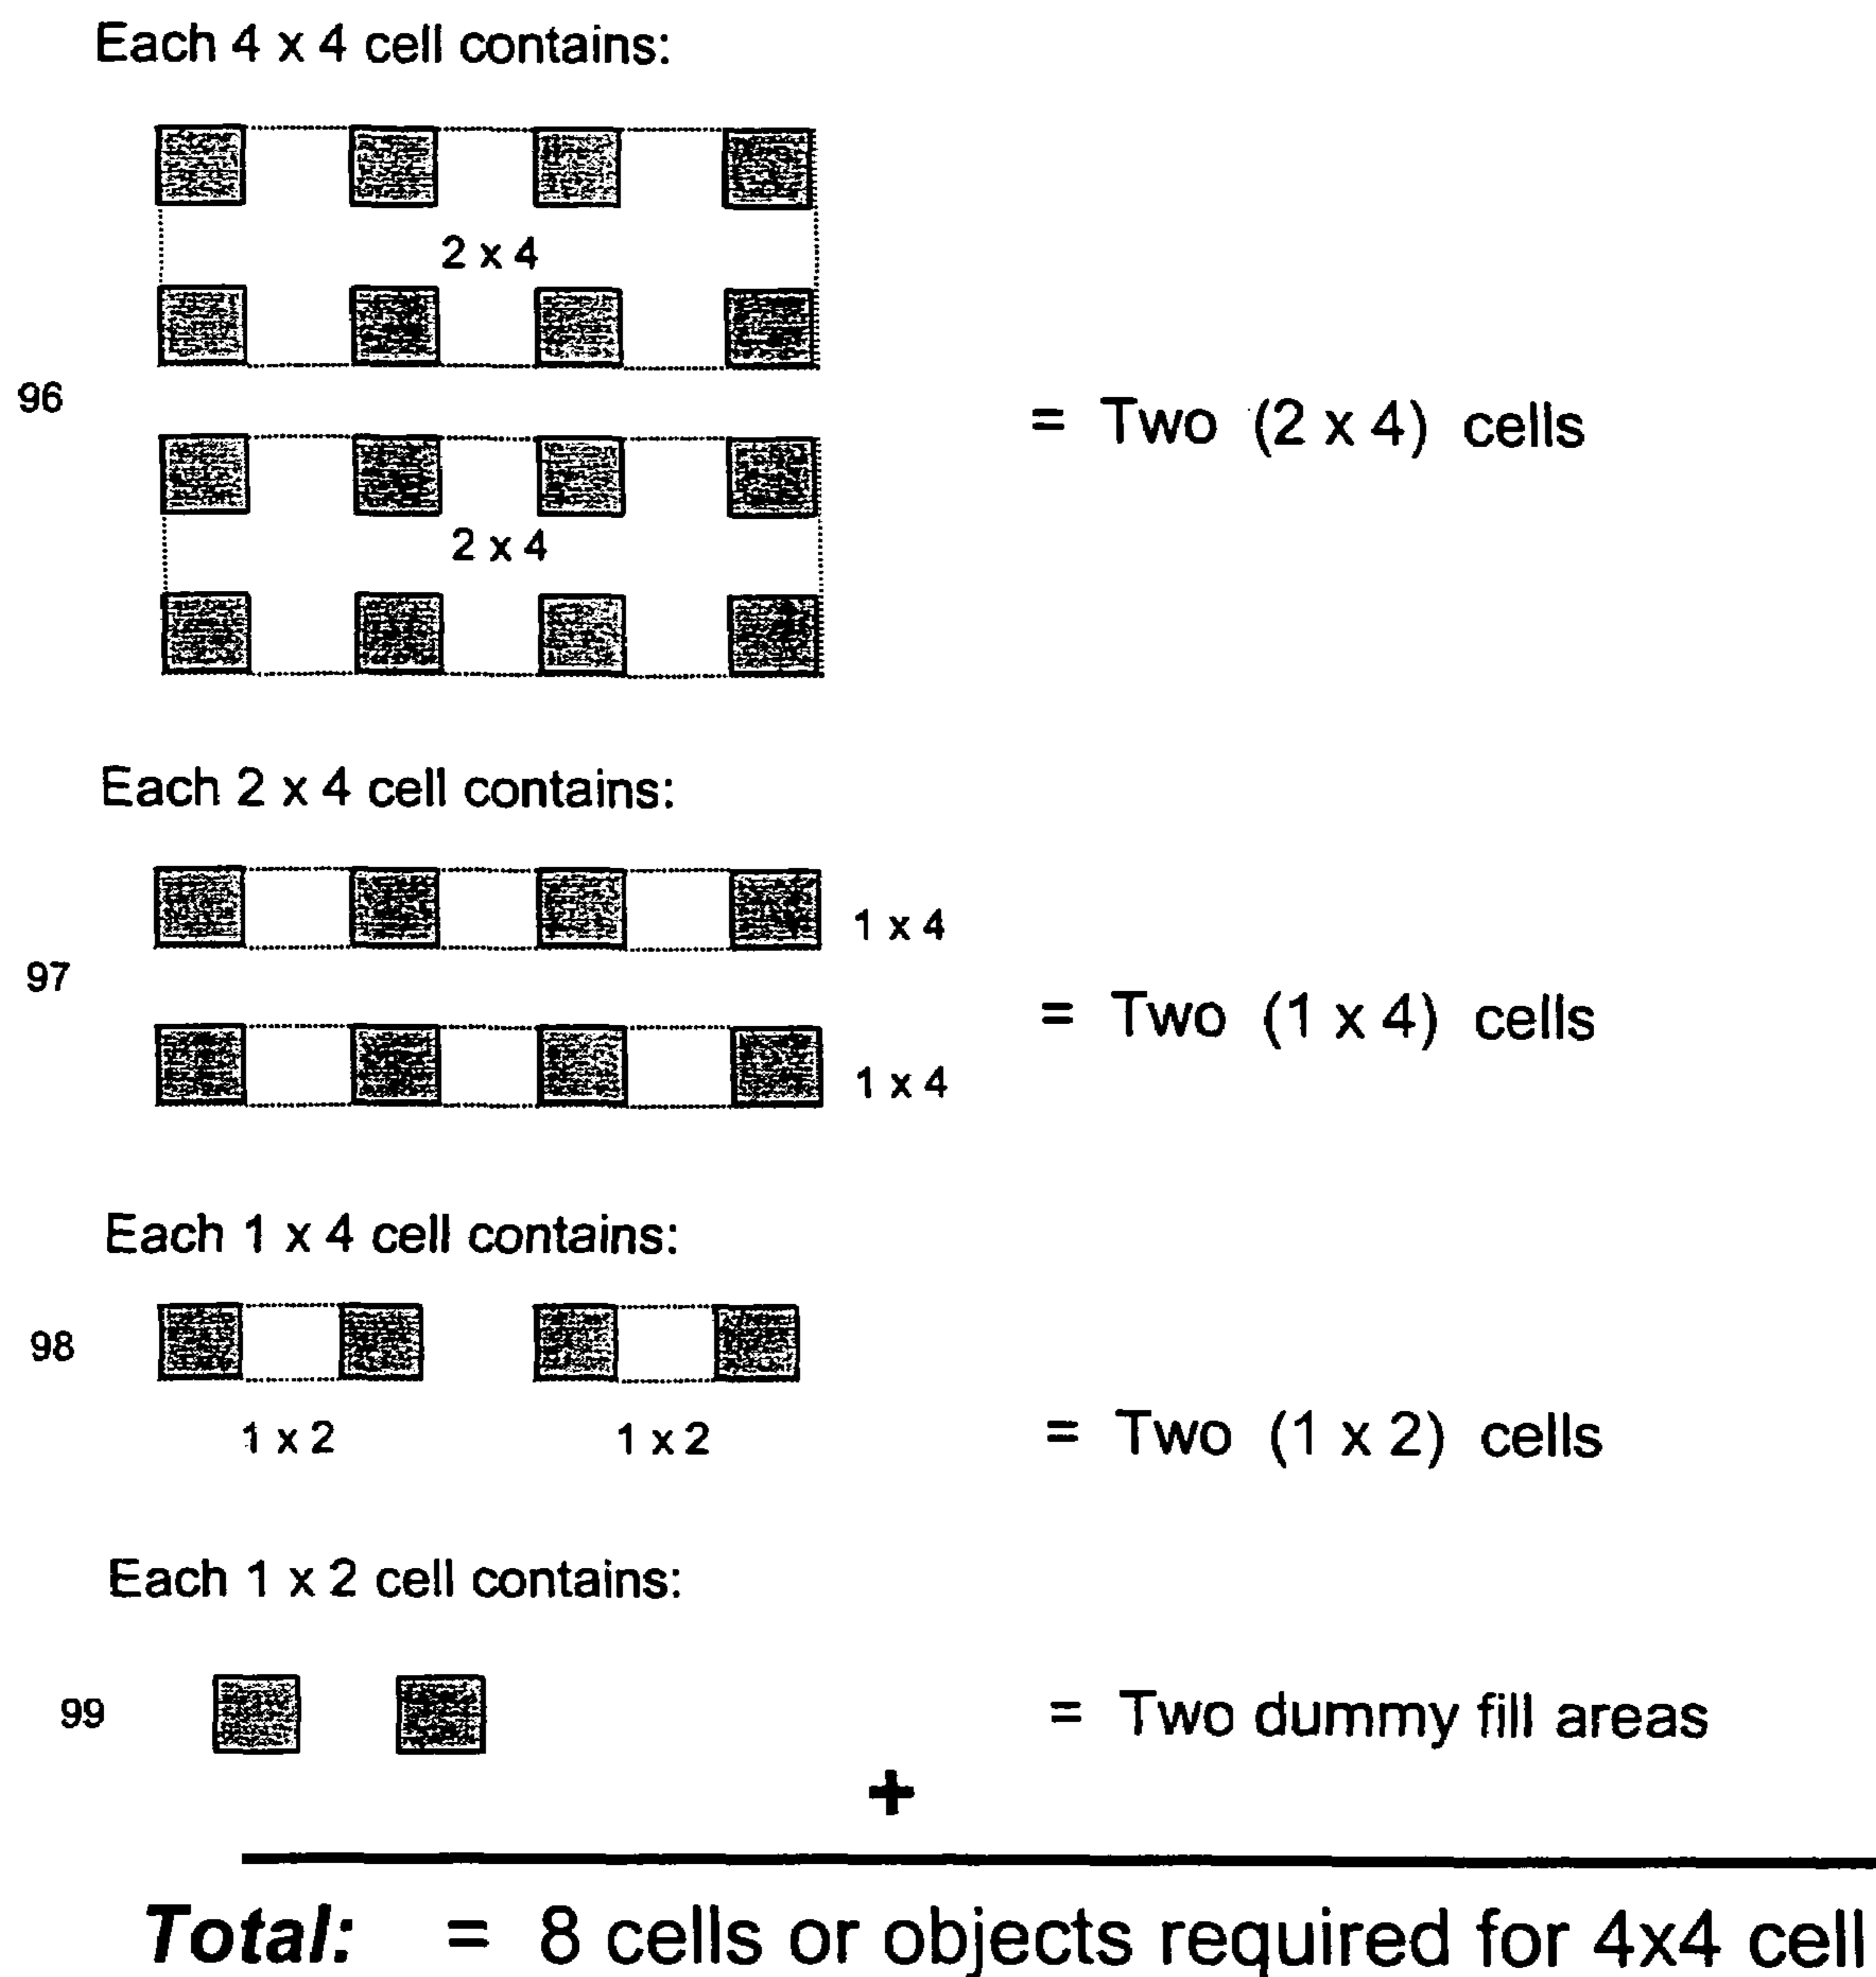 Each 4 x 4 cell contains:
2 x 4
96
= Two (2 x 4) cells
2 x 4
Each 2 x 4 cell contains:
1 x 4
97
= Two (1 x 4) cells
1 x 4
Each 1 x 4 cell contains:
98
1 x 2 1 x 2
= Two (1 x 2) cells
Each 1 x 2 cell contains:
99
= Two dummy fill areas
+
Total: = 8 cells or objects required for 4x4 cell